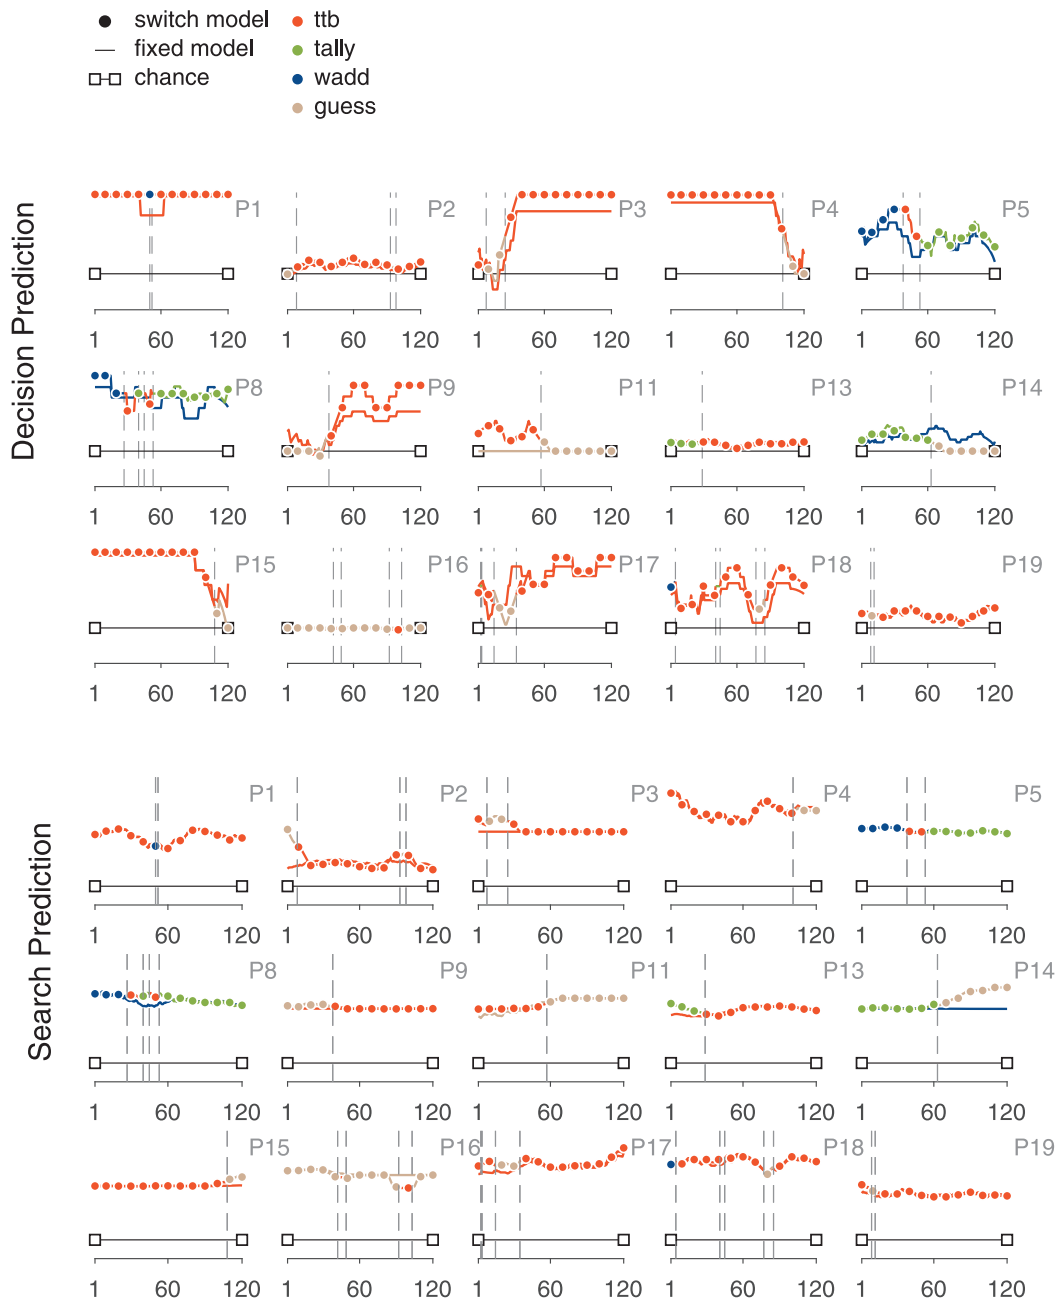 switch model
fixed model
chance
ttb
tally
wadd
guess
Decision Prediction
P1
P2
P3
P4
P5
1 60 120
1 60 120
1 60 120
1 60 120
1 60 120
P8
P9
P11
P13
P14
1 60 120
1 60 120
1 60 120
1 60 120
1 60 120
P15
P16
P17
P18
P19
1 60 120
1 60 120
1 60 120
1 60 120
1 60 120
Search Prediction
P1
P2
P3
P4
P5
1 60 120
1 60 120
1 60 120
1 60 120
1 60 120
P8
P9
P11
P13
P14
1 60 120
1 60 120
1 60 120
1 60 120
1 60 120
P15
P16
P17
P18
P19
1 60 120
1 60 120
1 60 120
1 60 120
1 60 120